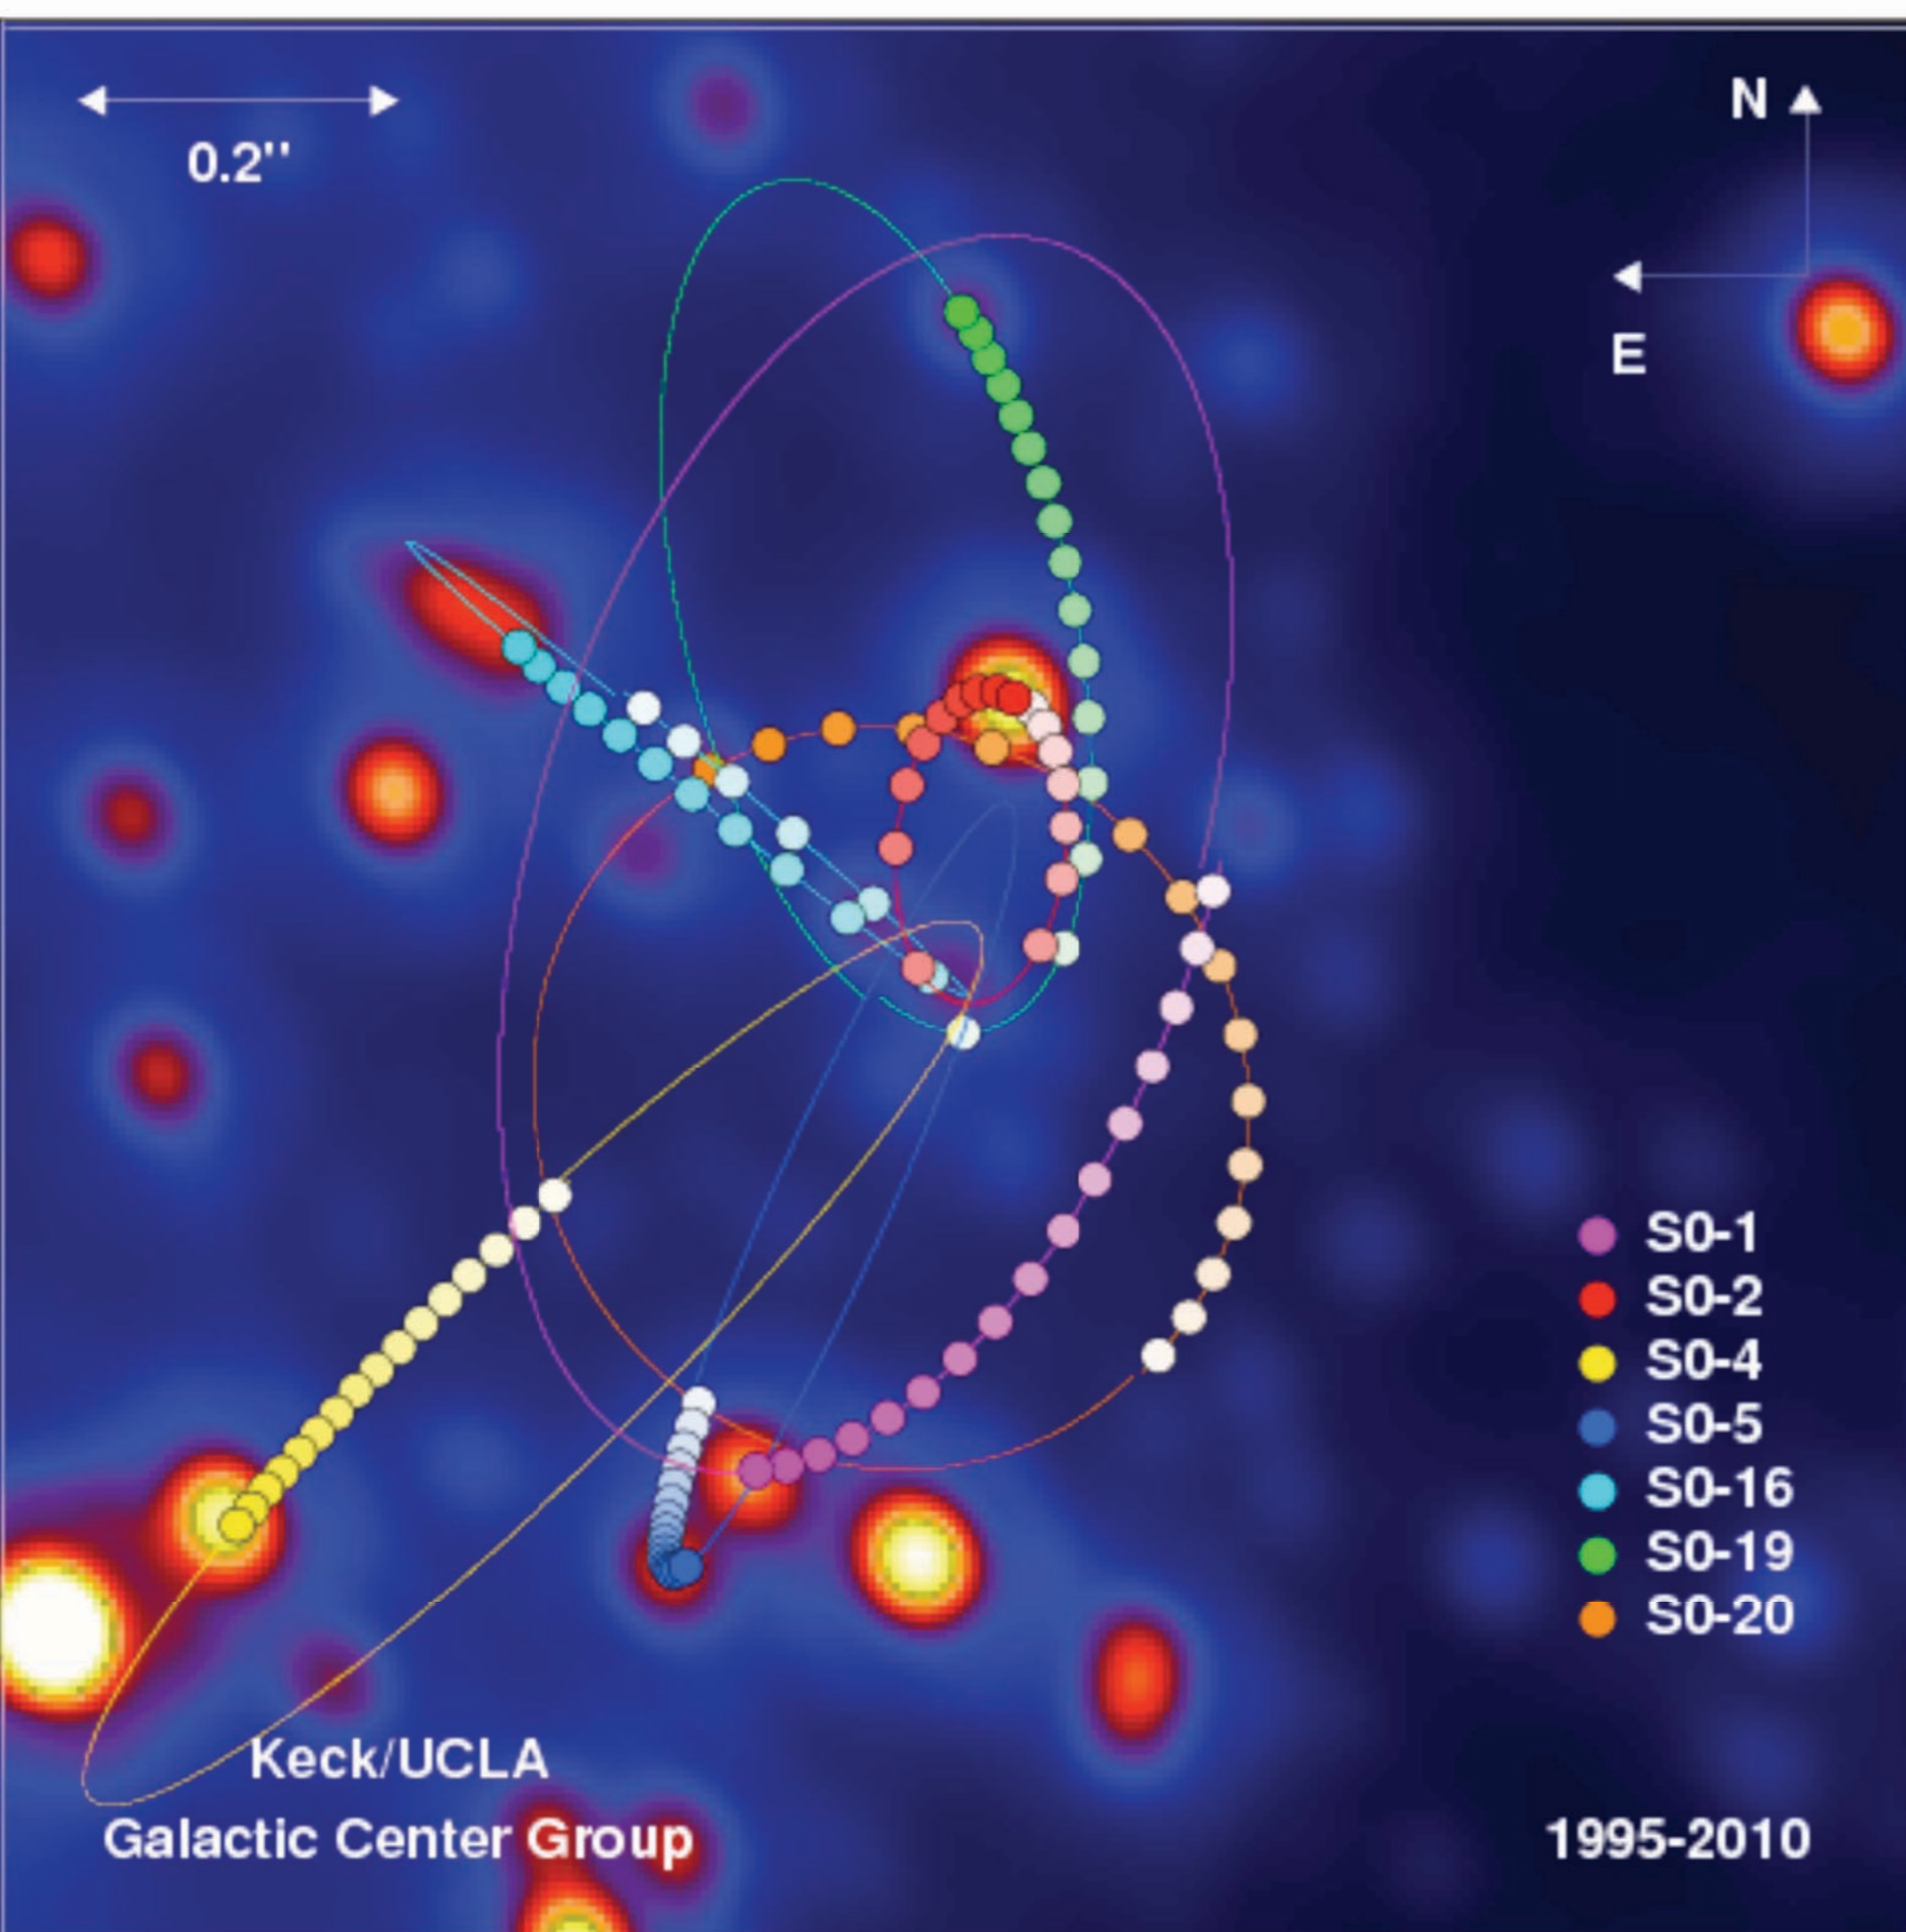 0.2"
N
E
S0-1
S0-2
S0-4
S0-5
S0-16
S0-19
S0-20
Keck/UCLA
Galactic Center Group
1995-2010